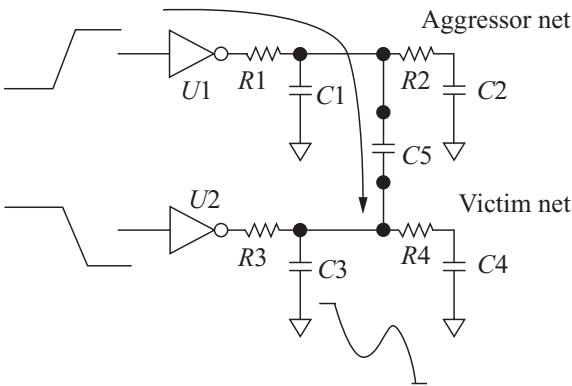 Aggressor net
U1
R1
C1
R2
C2
C5
Victim net
U2
R3
C3
R4
C4